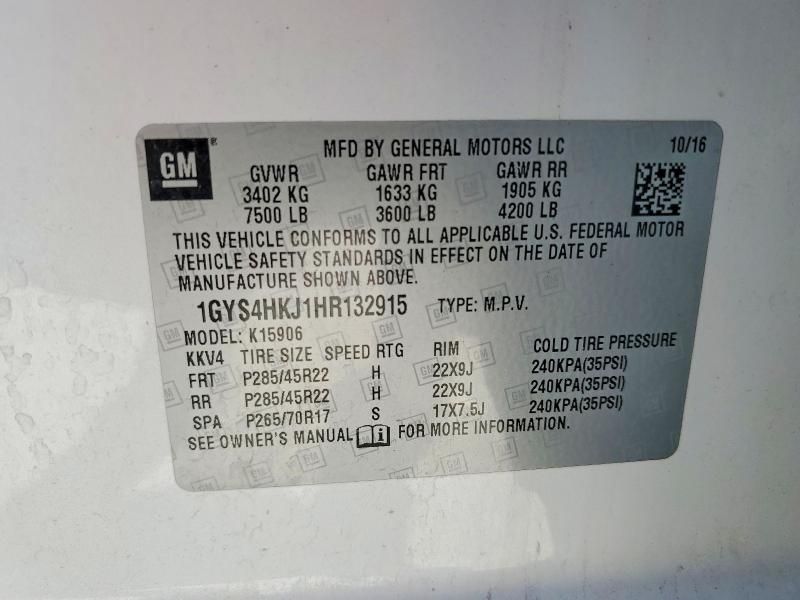 GM ® MFD BY GENERAL MOTORS LLC 10/16
GVWR GAWR FRT GAWR RR
3402 KG 1633 KG 1905 KG
7500 LB 3600 LB 4200 LB
THIS VEHICLE CONFORMS TO ALL APPLICABLE U.S. FEDERAL MOTOR
VEHICLE SAFETY STANDARDS IN EFFECT ON THE DATE OF
MANUFACTURE SHOWN ABOVE.
1GYS4HKJ1HR132915 TYPE: M.P.V.
MODEL: K15906
KKV4 TIRE SIZE SPEED RTG RIM COLD TIRE PRESSURE
FRT P285/45R22 H 22X9J 240KPA(35PSI)
RR P285/45R22 H 22X9J 240KPA(35PSI)
SPA P265/70R17 S 17X7.5J 240KPA(35PSI)
SEE OWNER'S MANUAL FOR MORE INFORMATION.